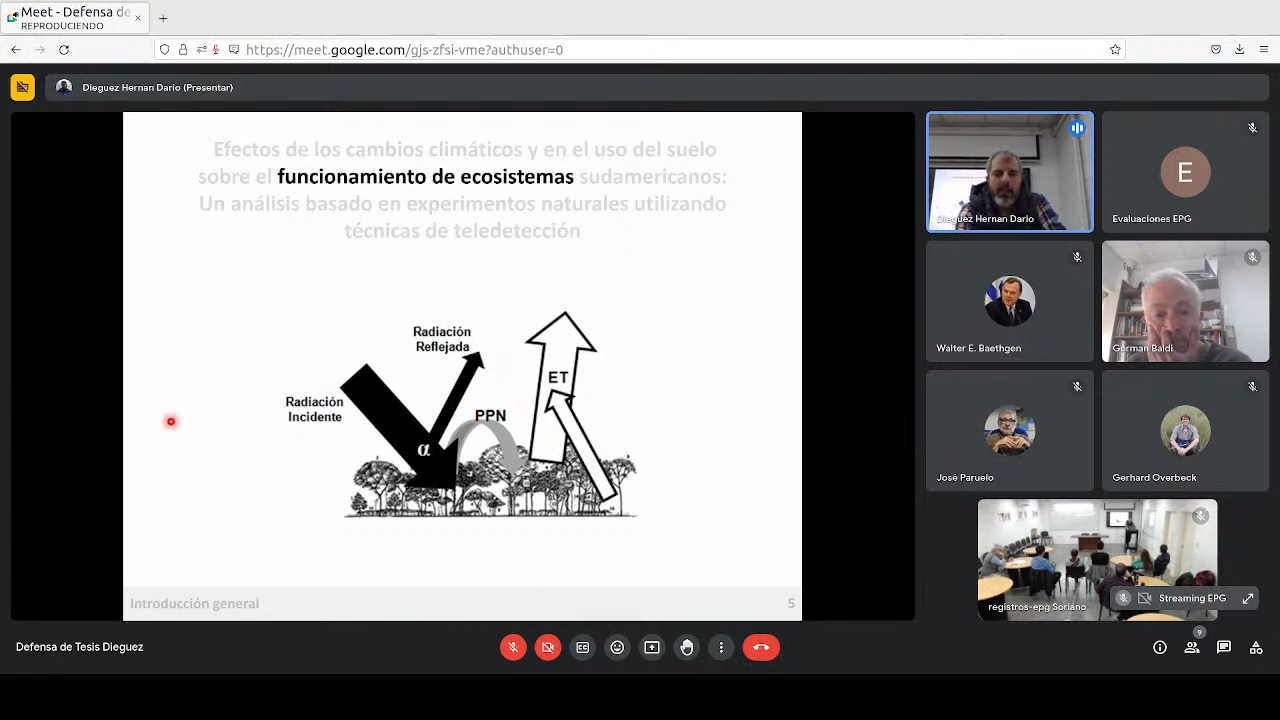 Meet - Defensa de
REPRODUCIENDO
https://meet.google.com/gjs-zfsi-vme?authuser=0
Dieguez Hernan Dario (Presentar)
Efectos de los cambios climáticos y en el uso del suelo
sobre el funcionamiento de ecosistemas sudamericanos:
Un análisis basado en experimentos naturales utilizando
técnicas de teledetección
Radiación
Reflejada
Radiación
Incidente
α
PPN
ET
Introducción general
5
Dieguez Hernan Dario
E
Evaluaciones EPG
Walter E. Baethgen
German Baldi
José Paruelo
Gerhard Overbeck
registros-epg Soriano
Streaming EPG
Defensa de Tesis Dieguez
9